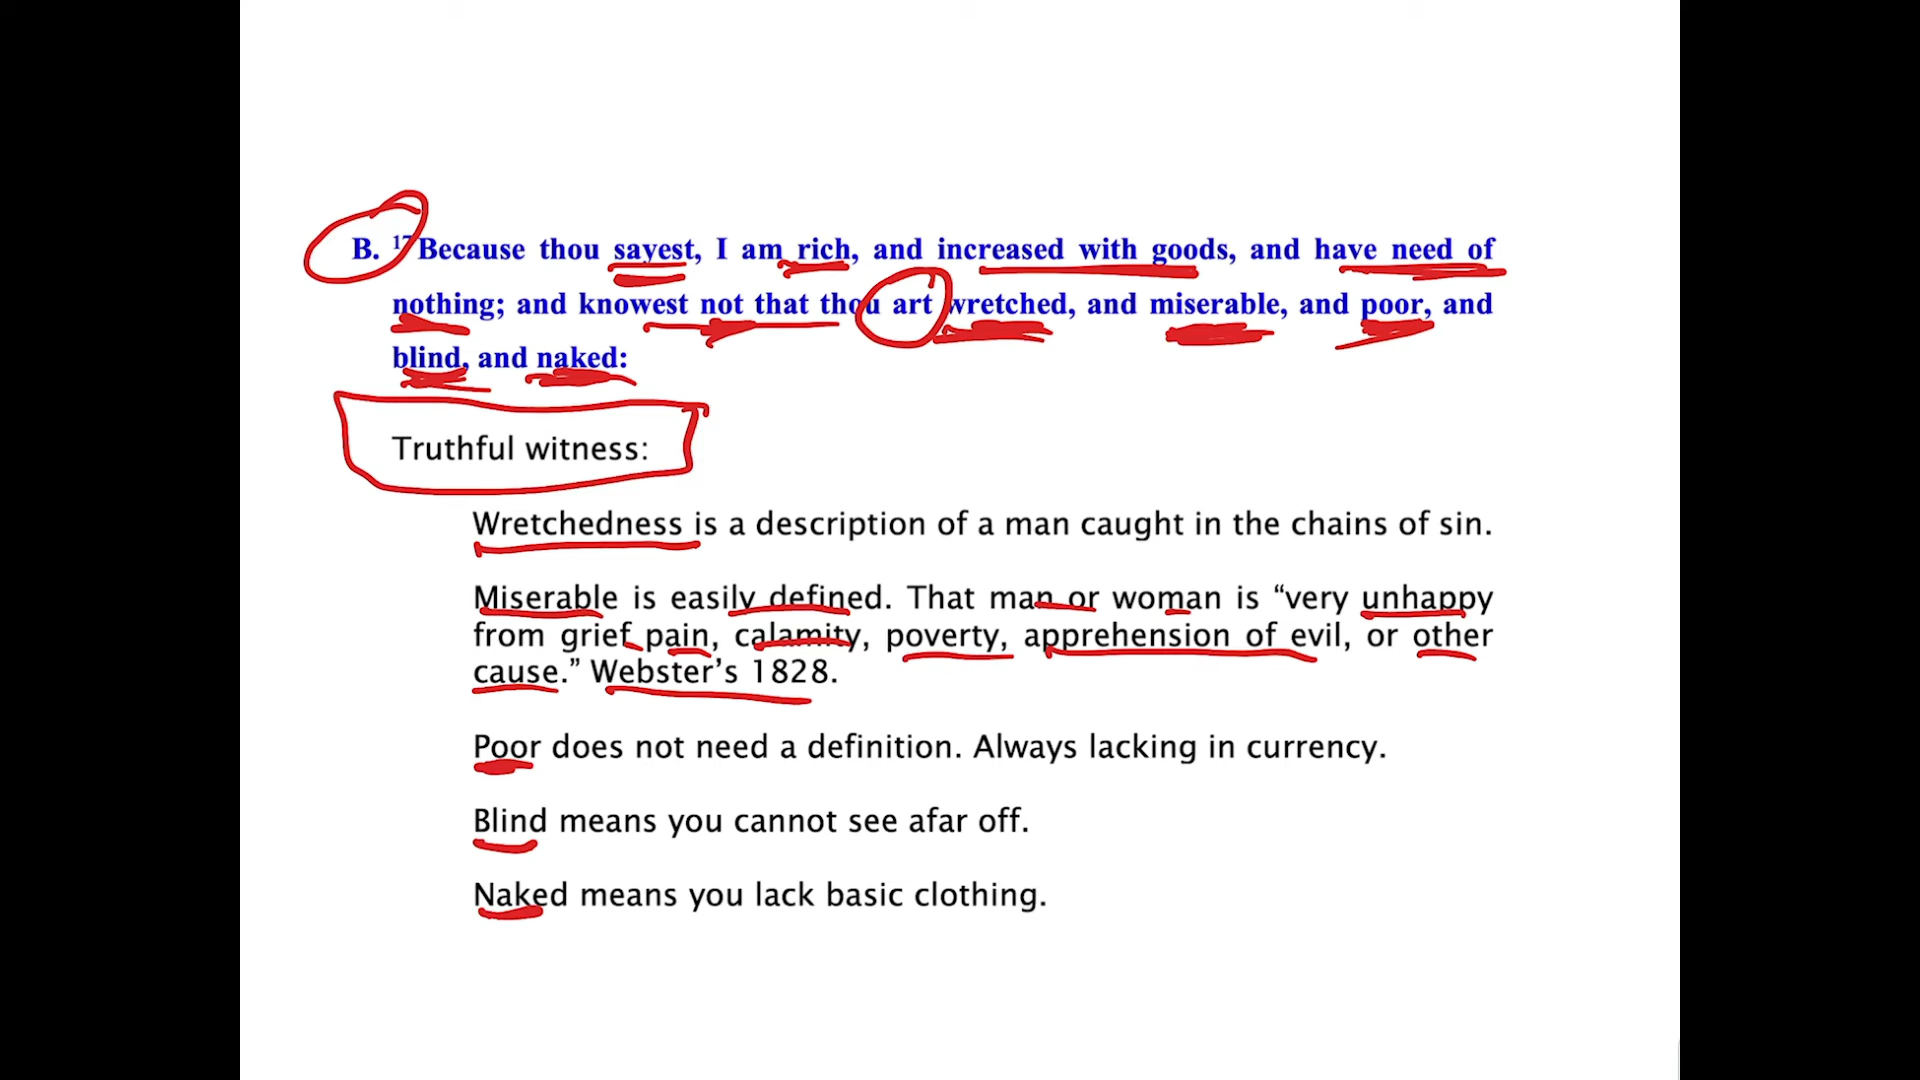 B. 17 Because thou sayest, I am rich, and increased with goods, and have need of
nothing; and knowest not that thou art wretched, and miserable, and poor, and
blind, and naked:
Truthful witness:
Wretchedness is a description of a man caught in the chains of sin.
Miserable is easily defined. That man or woman is “very unhappy
from grief pain, calamity, poverty, apprehension of evil, or other
cause.” Webster’s 1828.
Poor does not need a definition. Always lacking in currency.
Blind means you cannot see afar off.
Naked means you lack basic clothing.